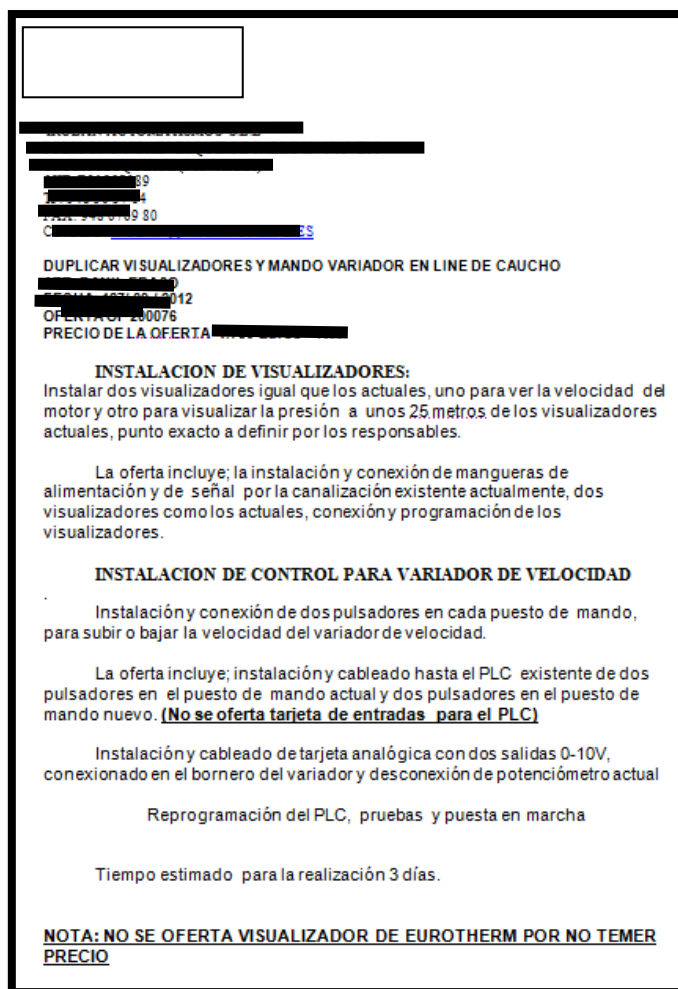 89
14
09 80
ES
DUPLICAR VISUALIZADORES Y MANDO VARIADOR EN LINE DE CAUCHO
2012
OFERTA 200076
PRECIO DE LA OFERTA
INSTALACION DE VISUALIZADORES:
Instalar dos visualizadores igual que los actuales, uno para ver la velocidad del
motor y otro para visualizar la presión a unos 25 metros de los visualizadores
actuales, punto exacto a definir por los responsables.
La oferta incluye; la instalación y conexión de mangueras de
alimentación y de señal por la canalización existente actualmente, dos
visualizadores como los actuales, conexión y programación de los
visualizadores.
INSTALACION DE CONTROL PARA VARIADOR DE VELOCIDAD
.
Instalación y conexión de dos pulsadores en cada puesto de mando,
para subir o bajar la velocidad del variador de velocidad.
La oferta incluye; instalación y cableado hasta el PLC existente de dos
pulsadores en el puesto de mando actual y dos pulsadores en el puesto de
mando nuevo. (No se oferta tarjeta de entradas para el PLC)
Instalación y cableado de tarjeta analógica con dos salidas 0-10V,
conexionado en el bornero del variador y desconexión de potenciómetro actual
Reprogramación del PLC, pruebas y puesta en marcha
Tiempo estimado para la realización 3 días.
NOTA: NO SE OFERTA VISUALIZADOR DE EUROTHERM POR NO TEMER
PRECIO